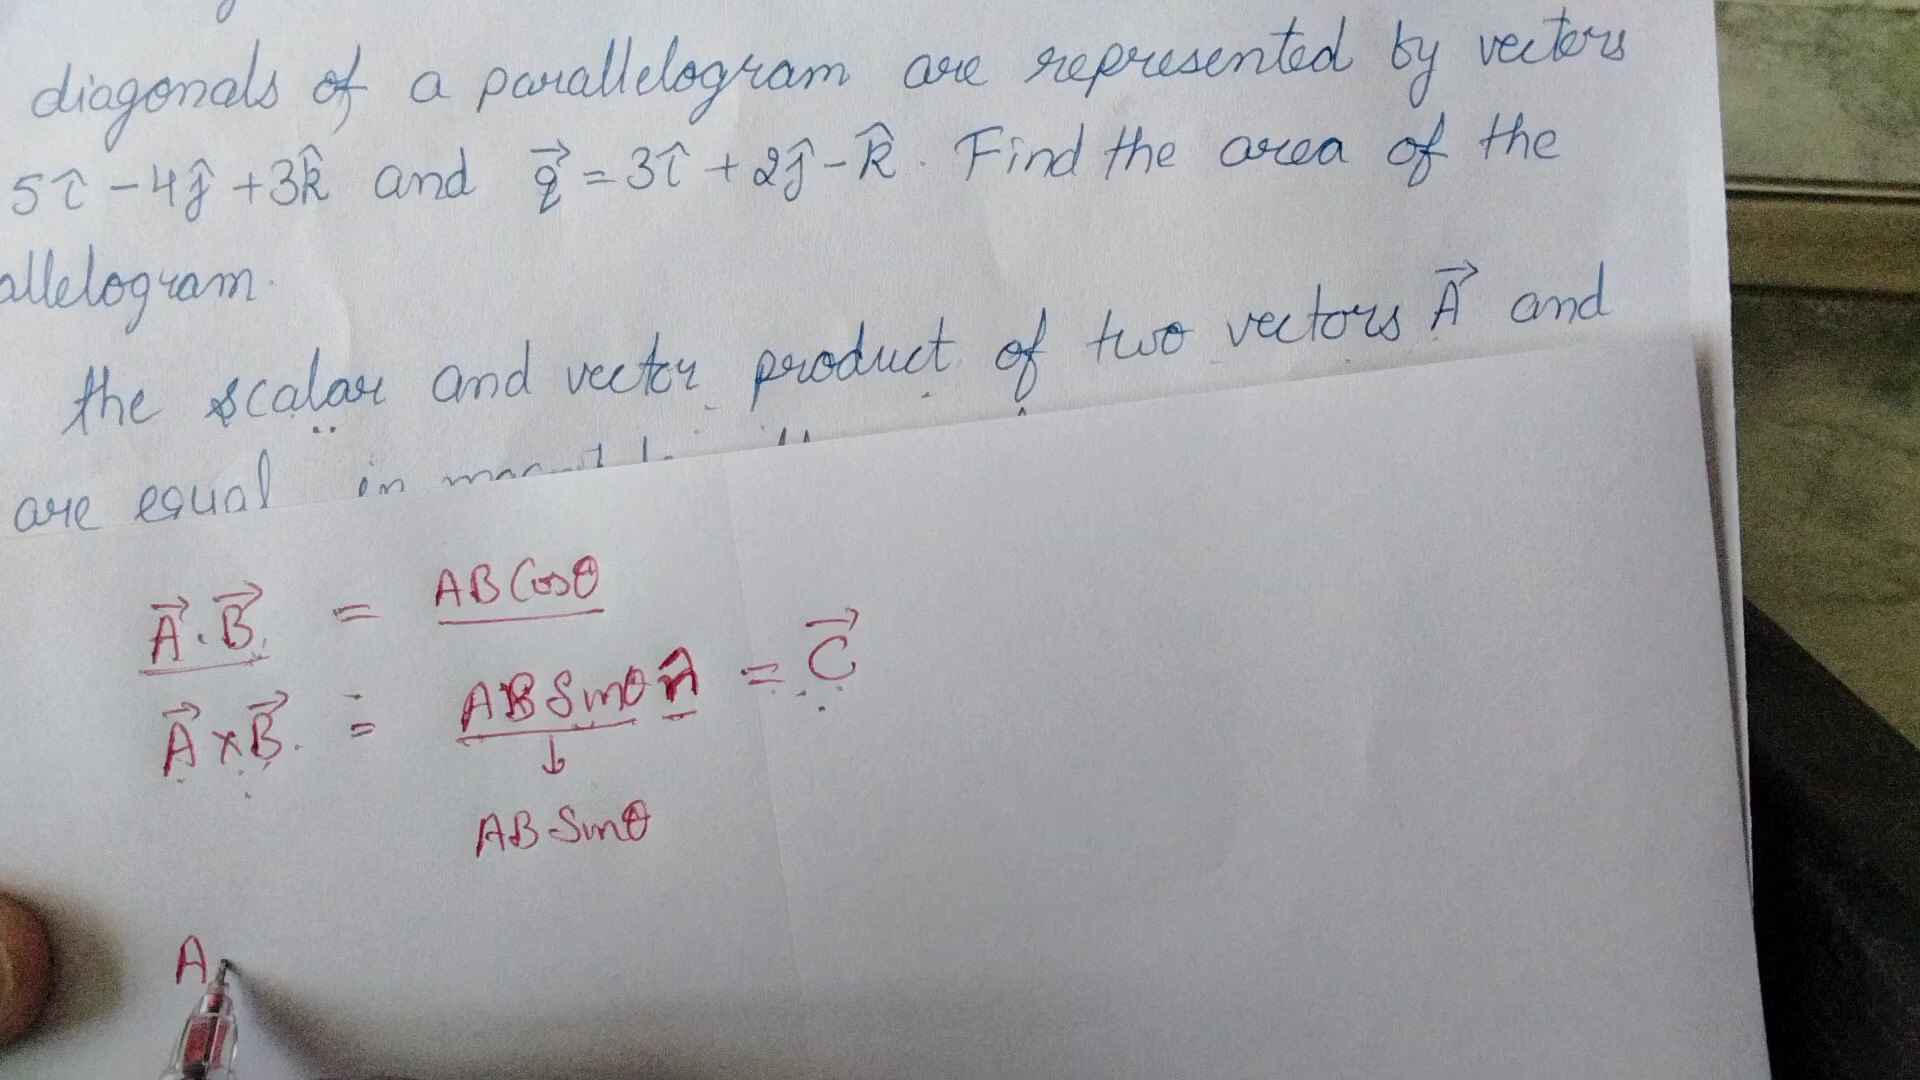 diagonals of a parallelogram are represented by vectors
5î - 4ĵ + 3k̂ and q⃗ = 3î + 2ĵ - k̂. Find the area of the
allelogram.
the scalar and vector product of two vectors A⃗ and
are equal in
A⃗ . B⃗ = AB Cosθ
A⃗ × B⃗ = AB Sinθ n̂ = C⃗
↓
AB Sinθ
A